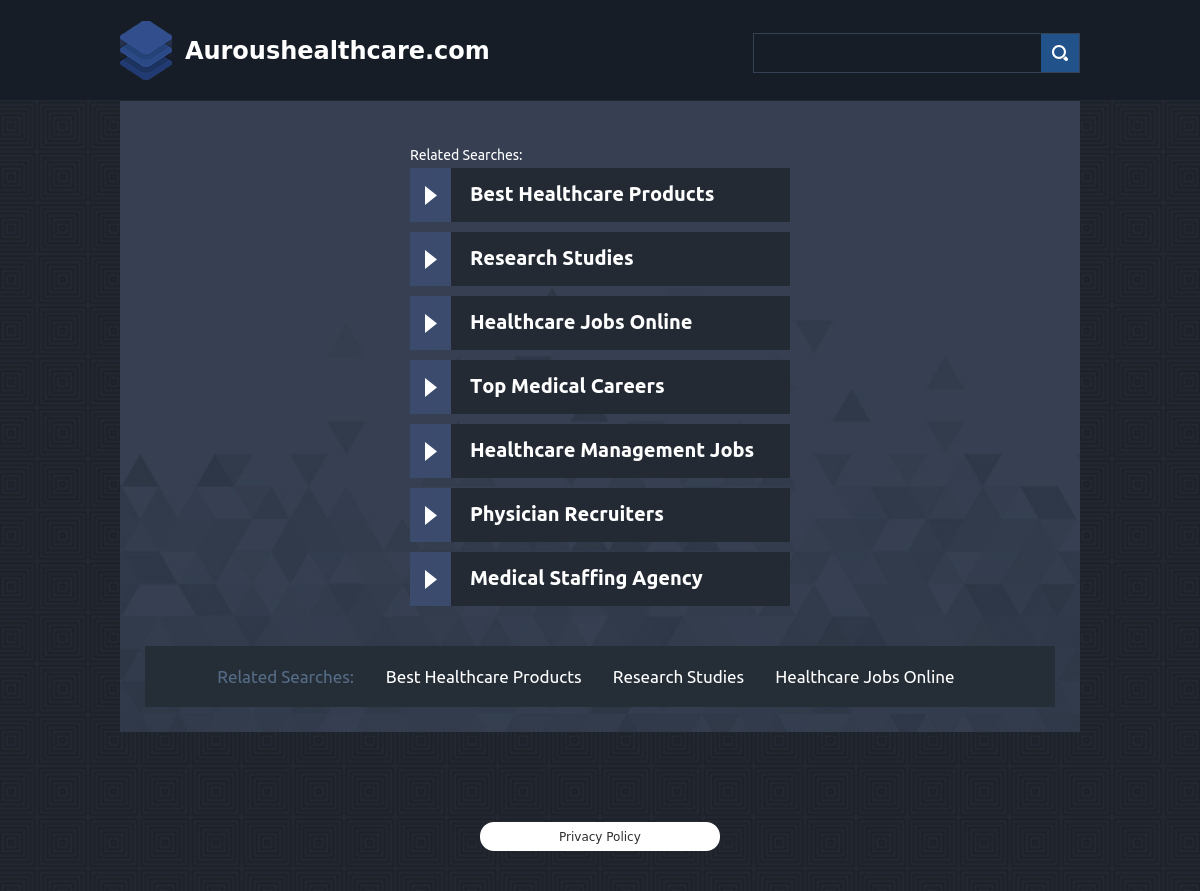 Auroushealthcare.com
Related Searches:
Best Healthcare Products
Research Studies
Healthcare Jobs Online
Top Medical Careers
Healthcare Management Jobs
Physician Recruiters
Medical Staffing Agency
Related Searches: Best Healthcare Products Research Studies Healthcare Jobs Online
Privacy Policy